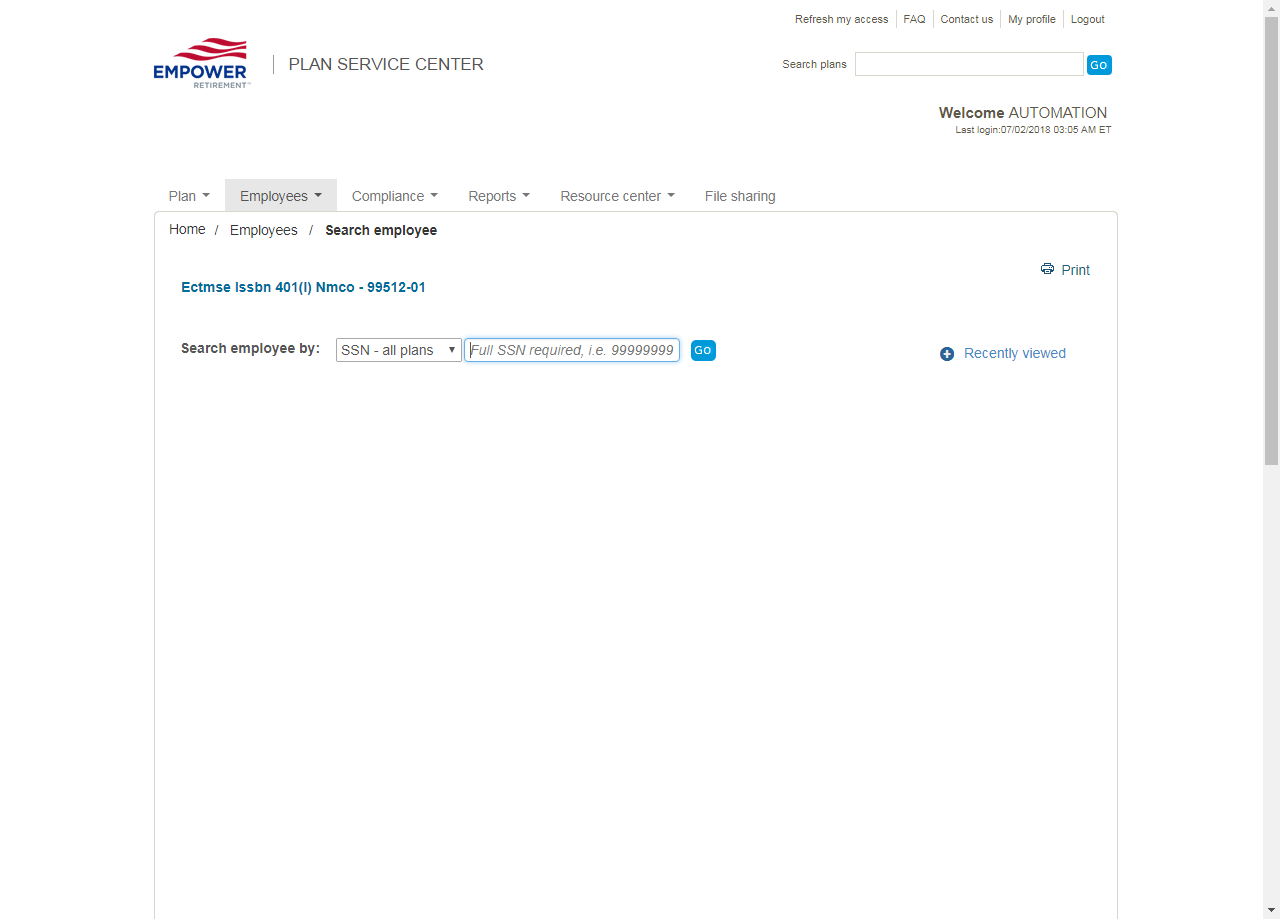 Refresh my access FAQ Contact us My profile Logout
EMPOWER
RETIREMENT™
PLAN SERVICE CENTER
Search plans GO
Welcome AUTOMATION
Last login:07/02/2018 03:05 AM ET
Plan Employees Compliance Reports Resource center File sharing
Home / Employees / Search employee
Print
Ectmse Issbn 401(I) Nmco - 99512-01
Search employee by: SSN - all plans Full SSN required, i.e. 99999999 GO
Recently viewed